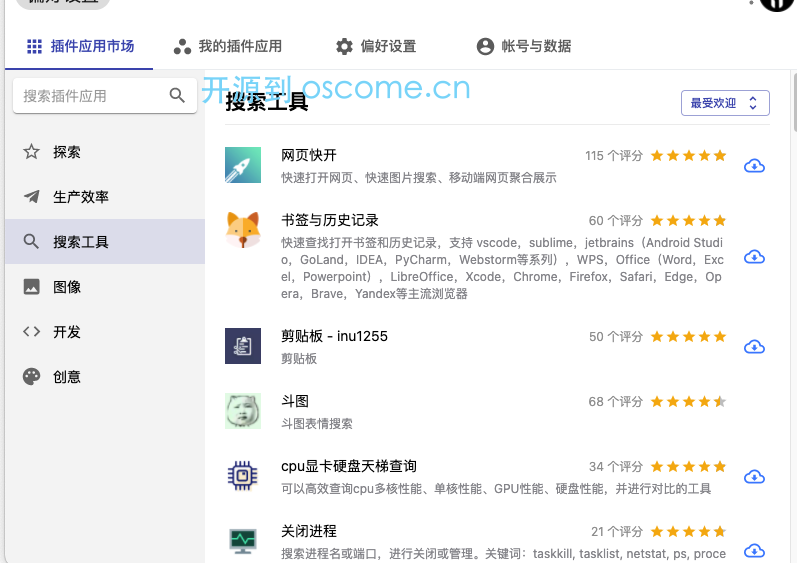 偏好设置
插件应用市场
我的插件应用
偏好设置
帐号与数据
搜索插件应用
开源到 oscome.cn
搜索工具
最受欢迎
探索
生产效率
搜索工具
图像
开发
创意
网页快开
115 个评分
快速打开网页、快速图片搜索、移动端网页聚合展示
书签与历史记录
60 个评分
快速查找打开书签和历史记录，支持 vscode，sublime，jetbrains（Android Studi
o，GoLand，IDEA，PyCharm，Webstorm等系列），WPS，Office（Word，Exc
el，Powerpoint），LibreOffice，Xcode，Chrome，Firefox，Safari，Edge，Op
era，Brave，Yandex等主流浏览器
剪贴板 - inu1255
50 个评分
剪贴板
斗图
68 个评分
斗图表情搜索
cpu显卡硬盘天梯查询
34 个评分
可以高效查询cpu多核性能、单核性能、GPU性能、硬盘性能，并进行对比的工具
关闭进程
21 个评分
搜索进程名或端口，进行关闭或管理。关键词：taskkill, tasklist, netstat, ps, proce